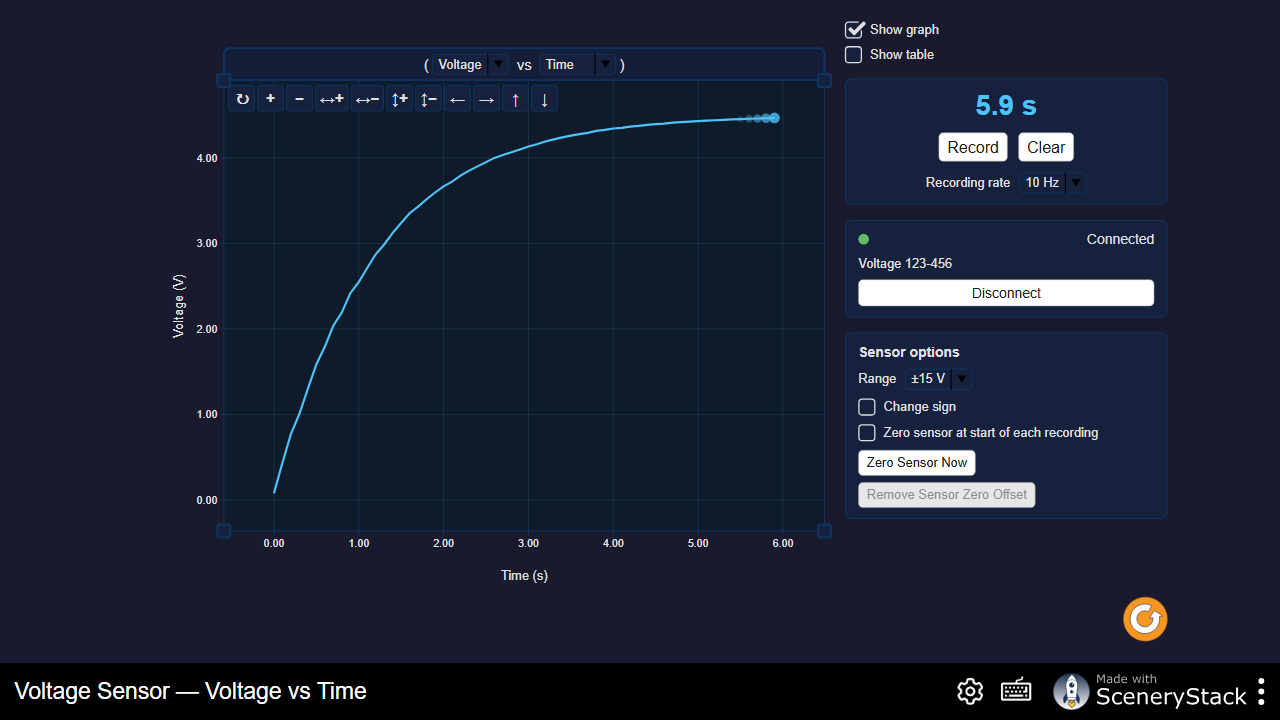 Show graph
Show table
( Voltage ▼ vs Time ▼ )
↻ + − ↔+ ↔− ↕+ ↕− ← → ↑ ↓
5.9 s
Record Clear
Recording rate 10 Hz ▼
Connected
Voltage 123-456
Disconnect
Sensor options
Range ±15 V ▼
Change sign
Zero sensor at start of each recording
Zero Sensor Now
Remove Sensor Zero Offset
Voltage (V)
4.00
3.00
2.00
1.00
0.00
0.00 1.00 2.00 3.00 4.00 5.00 6.00
Time (s)
Voltage Sensor — Voltage vs Time
Made with
SceneryStack